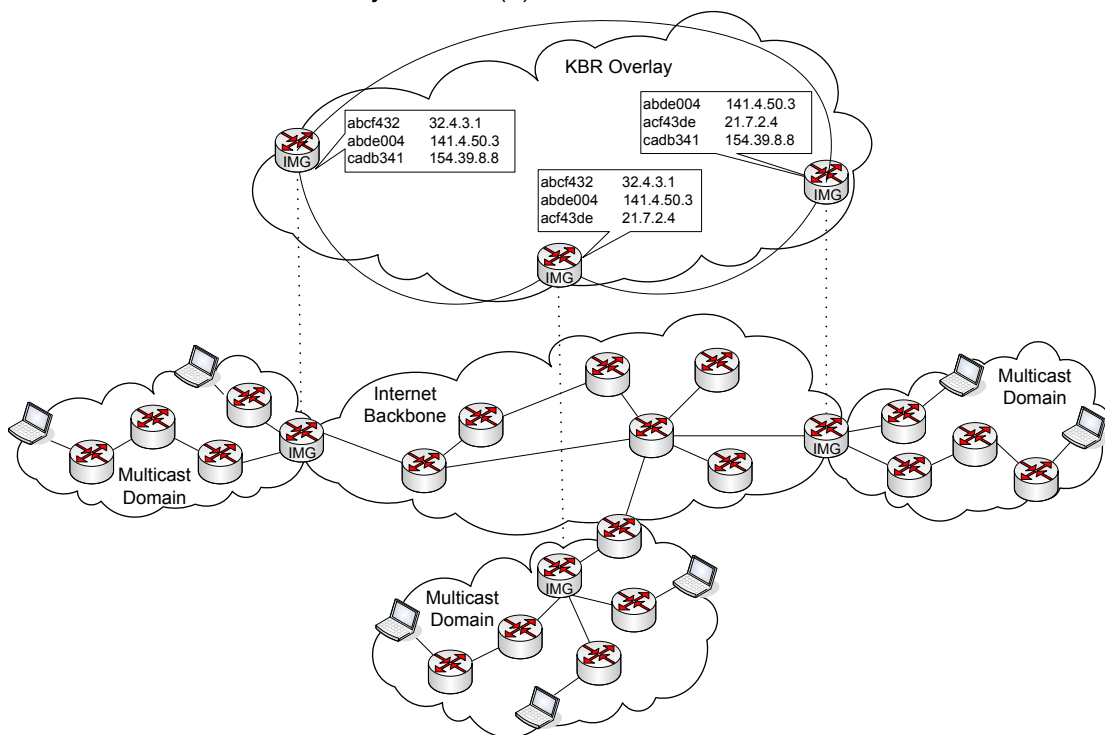 KBR Overlay
abcf432 32.4.3.1
abde004 141.4.50.3
cadb341 154.39.8.8
IMG
abde004 141.4.50.3
acf43de 21.7.2.4
cadb341 154.39.8.8
IMG
abcf432 32.4.3.1
abde004 141.4.50.3
acf43de 21.7.2.4
IMG
Internet
Backbone
Multicast
Domain
IMG
IMG
Multicast
Domain
IMG
Multicast
Domain